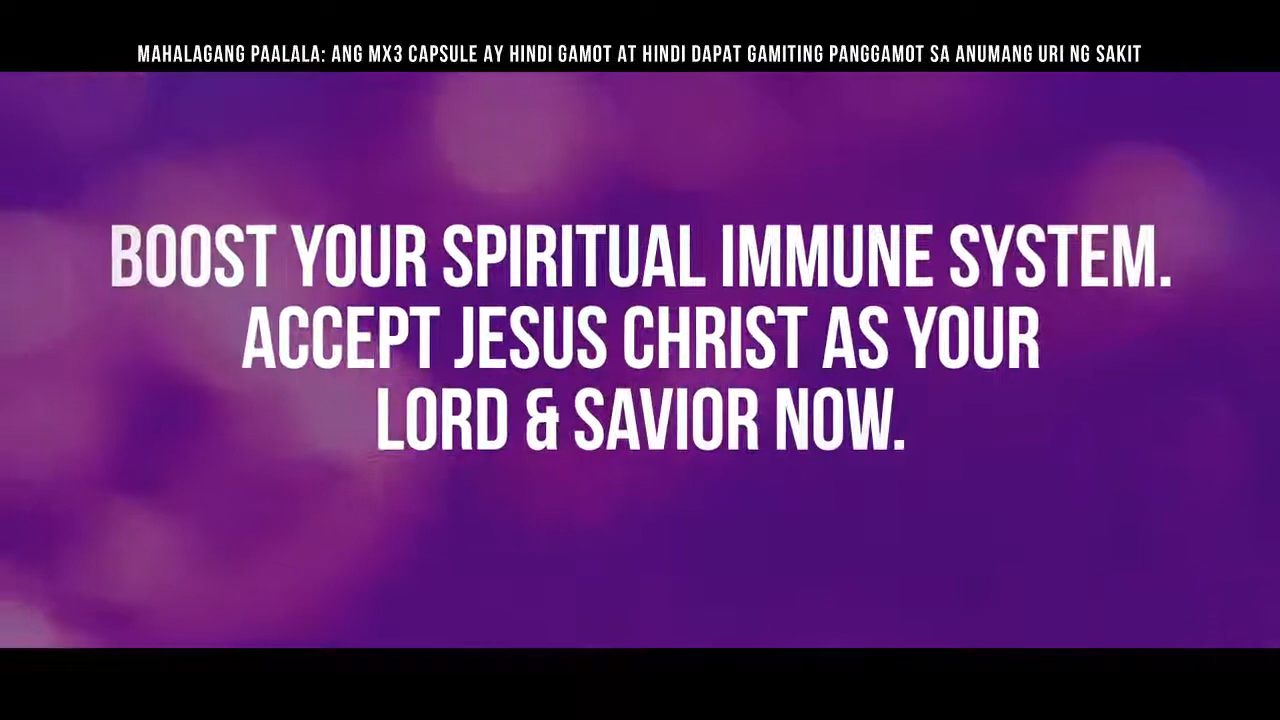 MAHALAGANG PAALALA: ANG MX3 CAPSULE AY HINDI GAMOT AT HINDI DAPAT GAMITING PANGGAMOT SA ANUMANG URI NG SAKIT
BOOST YOUR SPIRITUAL IMMUNE SYSTEM.
ACCEPT JESUS CHRIST AS YOUR
LORD & SAVIOR NOW.